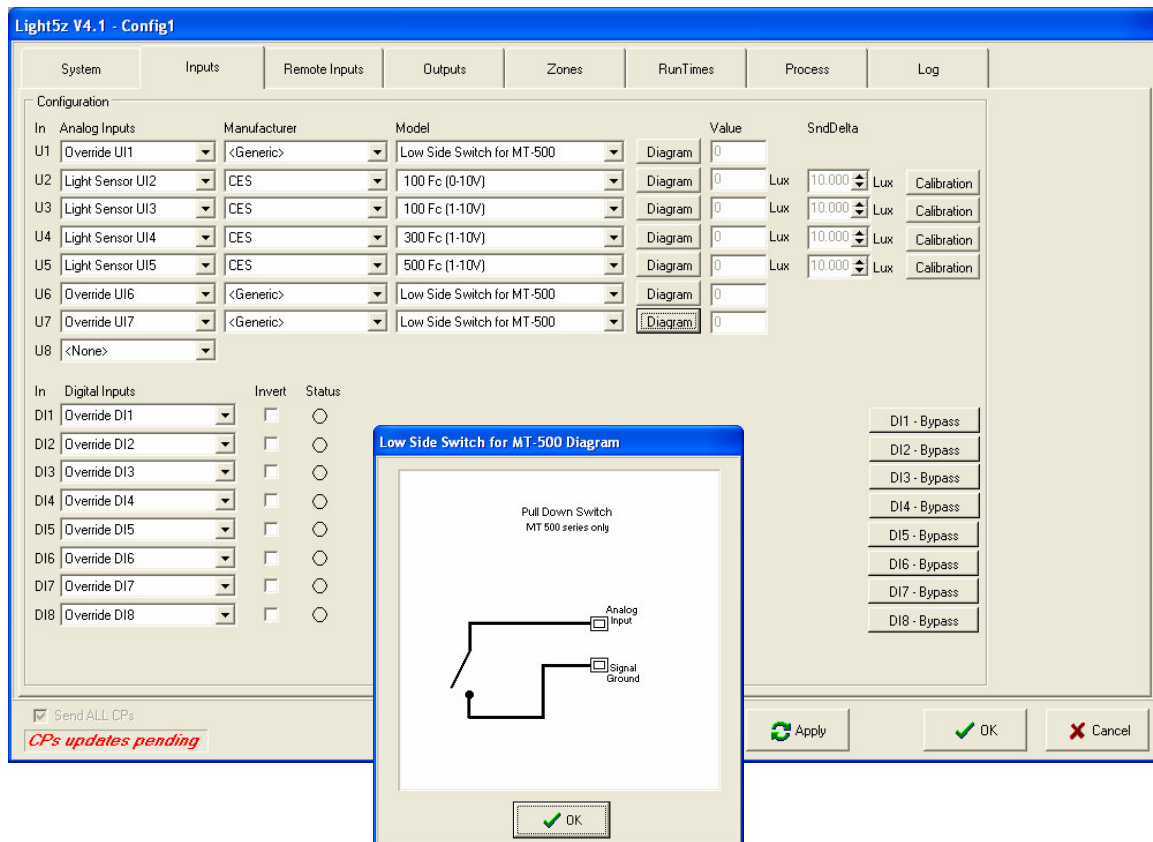 Light5z V4.1 - Config1
System Inputs Remote Inputs Outputs Zones RunTimes Process Log
Configuration
In Analog Inputs Manufacturer Model Value SndDelta
U1 Override UI1 <Generic> Low Side Switch for MT-500 Diagram 0
U2 Light Sensor UI2 CES 100 Fc (0-10V) Diagram 0 Lux 10.000 Lux Calibration
U3 Light Sensor UI3 CES 100 Fc (1-10V) Diagram 0 Lux 10.000 Lux Calibration
U4 Light Sensor UI4 CES 300 Fc (1-10V) Diagram 0 Lux 10.000 Lux Calibration
U5 Light Sensor UI5 CES 500 Fc (1-10V) Diagram 0 Lux 10.000 Lux Calibration
U6 Override UI6 <Generic> Low Side Switch for MT-500 Diagram 0
U7 Override UI7 <Generic> Low Side Switch for MT-500 Diagram 0
U8 <None>
In Digital Inputs Invert Status
DI1 Override DI1 DI1 - Bypass
DI2 Override DI2 DI2 - Bypass
DI3 Override DI3 DI3 - Bypass
DI4 Override DI4 DI4 - Bypass
DI5 Override DI5 DI5 - Bypass
DI6 Override DI6 DI6 - Bypass
DI7 Override DI7 DI7 - Bypass
DI8 Override DI8 DI8 - Bypass
Low Side Switch for MT-500 Diagram
Pull Down Switch
MT 500 series only
Analog
Input
Signal
Ground
OK
Send ALL CPs
CPs updates pending
Apply OK Cancel